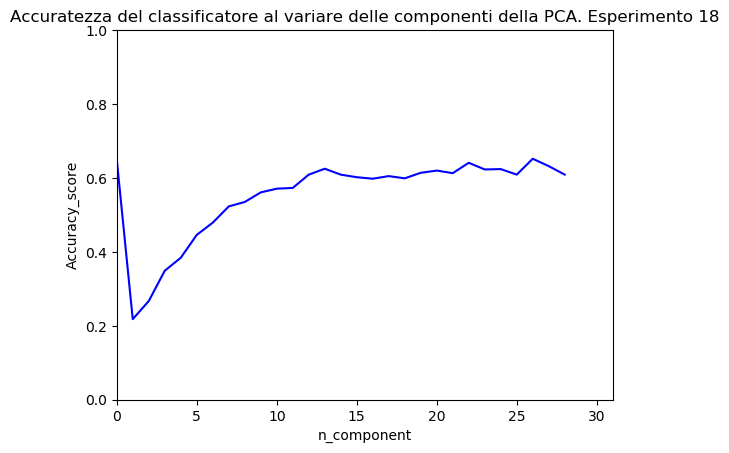 Accuratezza del classificatore al variare delle componenti della PCA. Esperimento 18
1.0
0.8
0.6
0.4
0.2
0.0
Accuracy_score
0 5 10 15 20 25 30
n_component